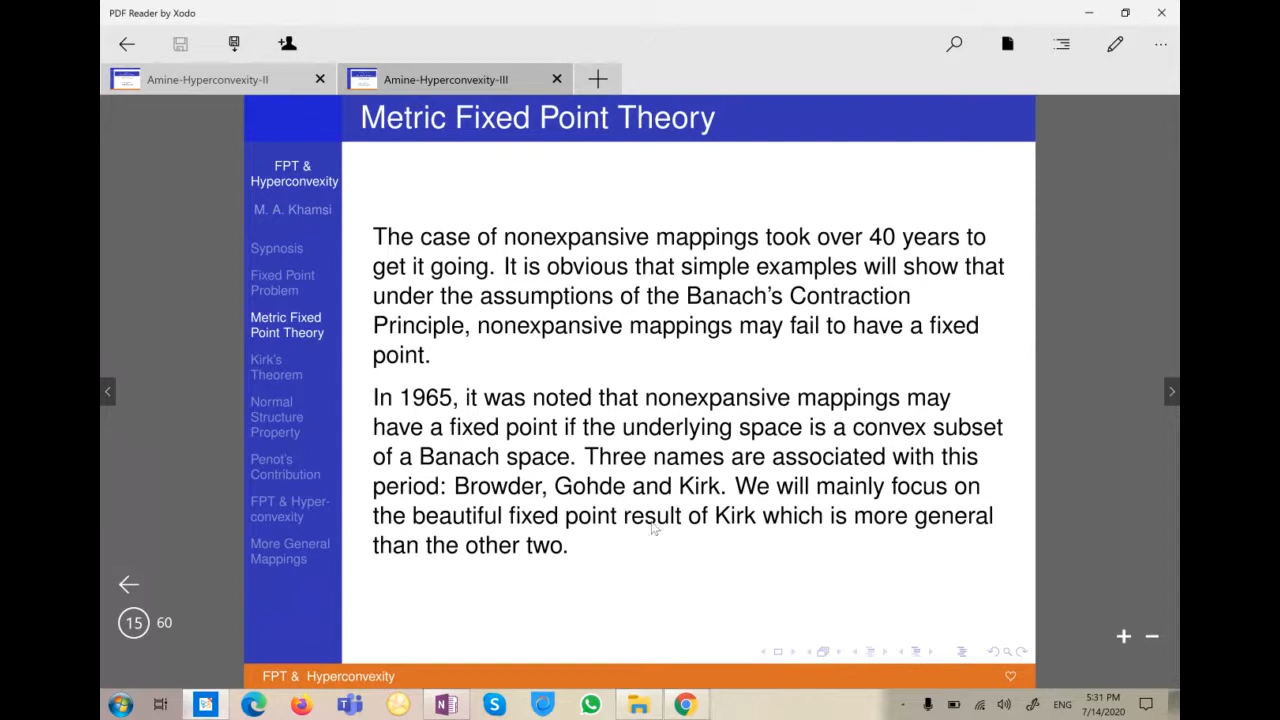 PDF Reader by Xodo
Amine-Hyperconvexity-II
Amine-Hyperconvexity-III
Metric Fixed Point Theory
FPT &
Hyperconvexity
M. A. Khamsi
Sypnosis
Fixed Point
Problem
Metric Fixed
Point Theory
Kirk's
Theorem
Normal
Structure
Property
Penot's
Contribution
FPT & Hyper-
convexity
More General
Mappings
The case of nonexpansive mappings took over 40 years to
get it going. It is obvious that simple examples will show that
under the assumptions of the Banach's Contraction
Principle, nonexpansive mappings may fail to have a fixed
point.
In 1965, it was noted that nonexpansive mappings may
have a fixed point if the underlying space is a convex subset
of a Banach space. Three names are associated with this
period: Browder, Gohde and Kirk. We will mainly focus on
the beautiful fixed point result of Kirk which is more general
than the other two.
15 60
FPT & Hyperconvexity
ENG
5:31 PM
7/14/2020